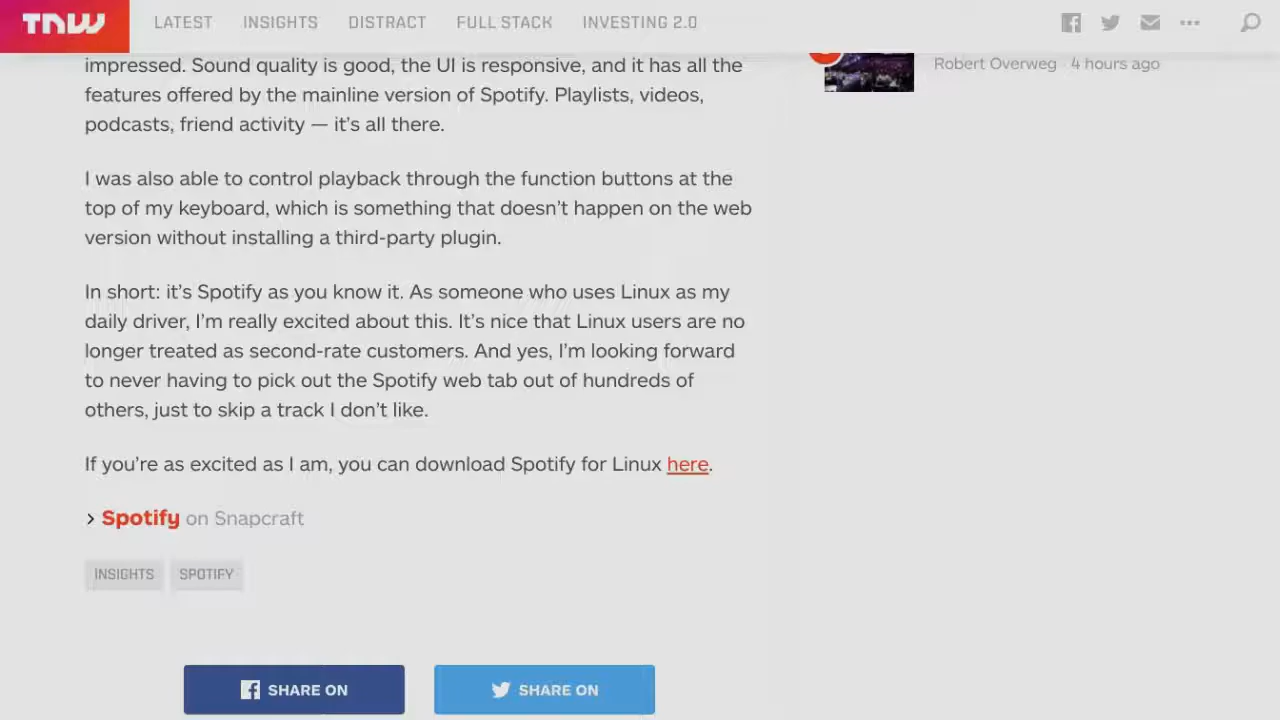 TNW
LATEST
INSIGHTS
DISTRACT
FULL STACK
INVESTING 2.0
impressed. Sound quality is good, the UI is responsive, and it has all the
features offered by the mainline version of Spotify. Playlists, videos,
podcasts, friend activity — it’s all there.
I was also able to control playback through the function buttons at the
top of my keyboard, which is something that doesn’t happen on the web
version without installing a third-party plugin.
In short: it’s Spotify as you know it. As someone who uses Linux as my
daily driver, I’m really excited about this. It’s nice that Linux users are no
longer treated as second-rate customers. And yes, I’m looking forward
to never having to pick out the Spotify web tab out of hundreds of
others, just to skip a track I don’t like.
If you’re as excited as I am, you can download Spotify for Linux here.
> Spotify on Snapcraft
INSIGHTS
SPOTIFY
SHARE ON
SHARE ON
Robert Overweg · 4 hours ago